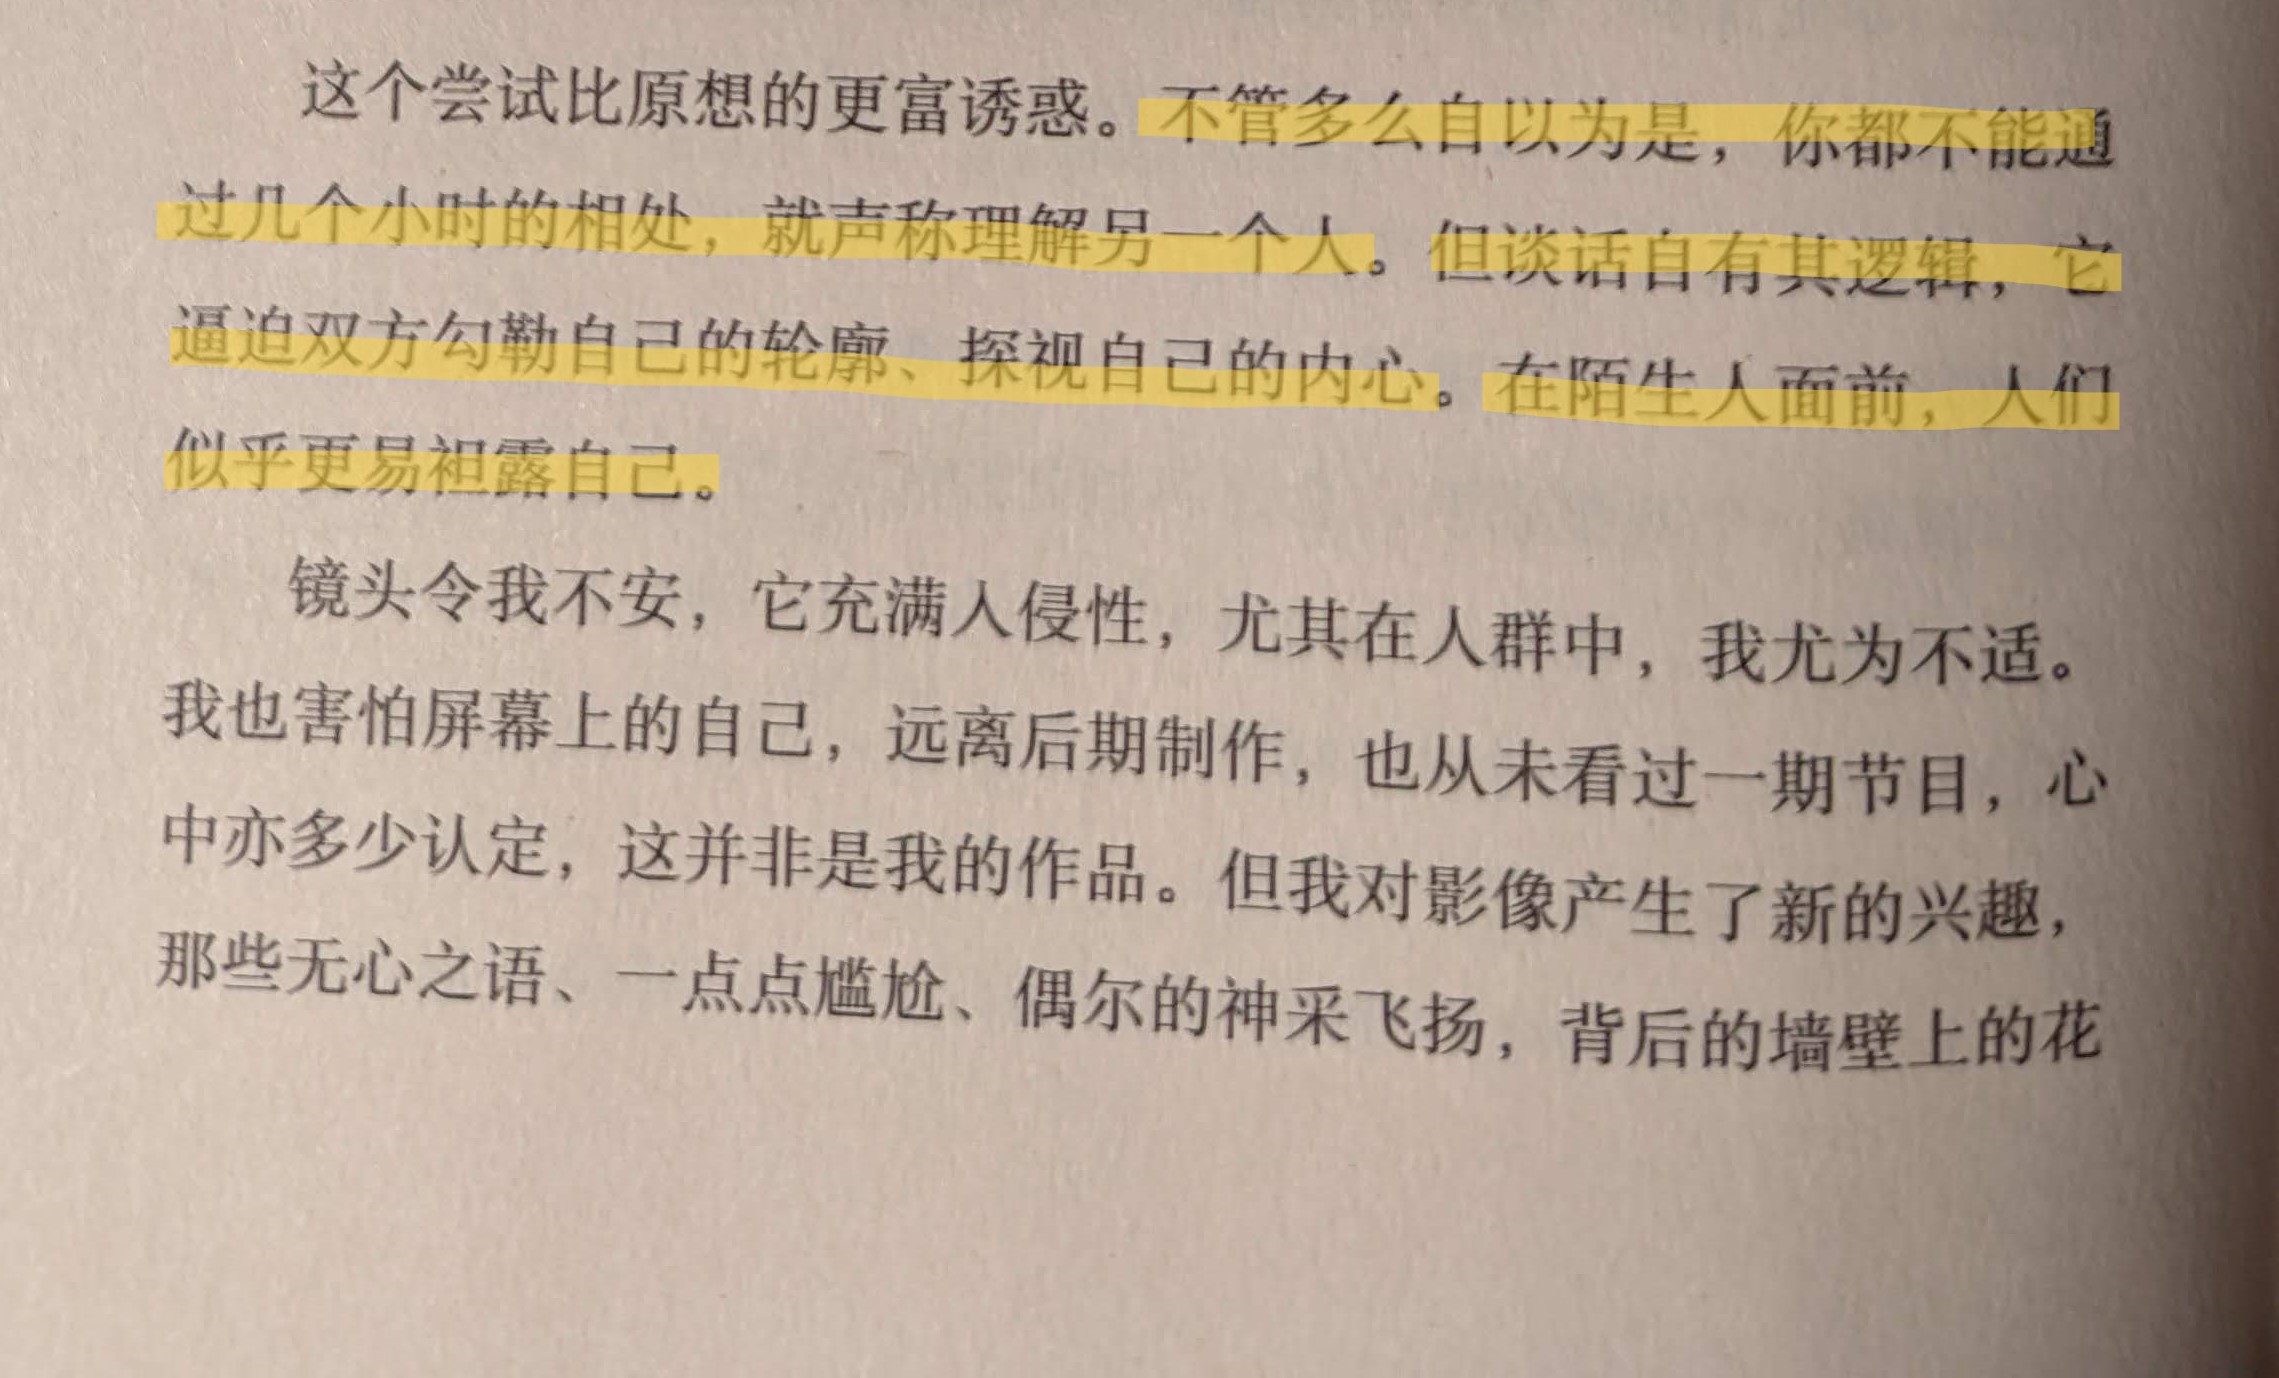 这个尝试比原想的更富诱惑。不管多么自以为是，你都不能通
过几个小时的相处，就声称理解另一个人。但谈话自有其逻辑，它
逼迫双方勾勒自己的轮廓、探视自己的内心。在陌生人面前，人们
似乎更易袒露自己。
镜头令我不安，它充满入侵性，尤其在人群中，我尤为不适。
我也害怕屏幕上的自己，远离后期制作，也从未看过一期节目，心
中亦多少认定，这并非是我的作品。但我对影像产生了新的兴趣，
那些无心之语、一点点尴尬、偶尔的神采飞扬，背后的墙壁上的花